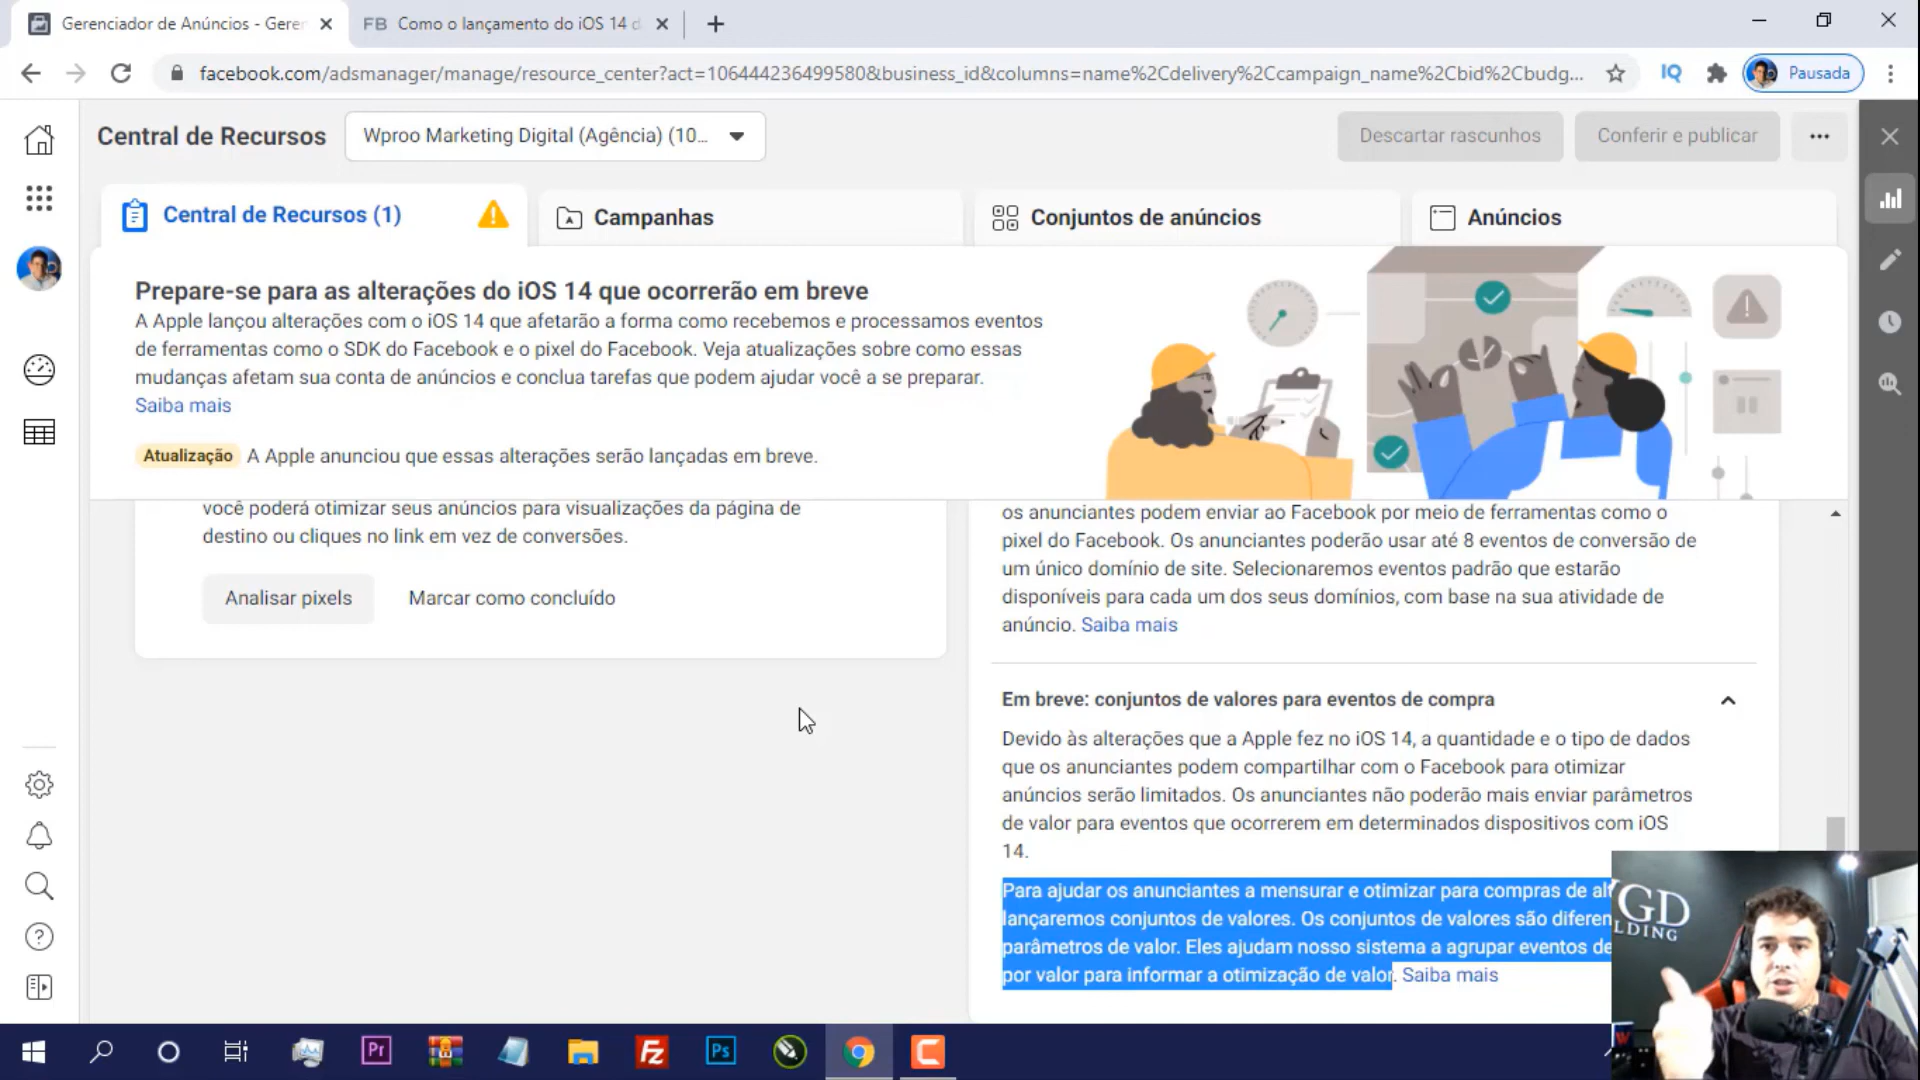 Gerenciador de Anúncios - Geren
FB Como o lançamento do iOS 14 d
facebook.com/adsmanager/manage/resource_center?act=106444236499580&business_id&columns=name%2Cdelivery%2Ccampaign_name%2Cbid%2Cbudg...
IQ
Pausada
Central de Recursos
Wproo Marketing Digital (Agência) (10...
Descartar rascunhos
Conferir e publicar
Central de Recursos (1)
Campanhas
Conjuntos de anúncios
Anúncios
Prepare-se para as alterações do iOS 14 que ocorrerão em breve
A Apple lançou alterações com o iOS 14 que afetarão a forma como recebemos e processamos eventos
de ferramentas como o SDK do Facebook e o pixel do Facebook. Veja atualizações sobre como essas
mudanças afetam sua conta de anúncios e conclua tarefas que podem ajudar você a se preparar.
Saiba mais
Atualização A Apple anunciou que essas alterações serão lançadas em breve.
você poderá otimizar seus anúncios para visualizações da página de
destino ou cliques no link em vez de conversões.
Analisar pixels
Marcar como concluído
os anunciantes podem enviar ao Facebook por meio de ferramentas como o
pixel do Facebook. Os anunciantes poderão usar até 8 eventos de conversão de
um único domínio de site. Selecionaremos eventos padrão que estarão
disponíveis para cada um dos seus domínios, com base na sua atividade de
anúncio. Saiba mais
Em breve: conjuntos de valores para eventos de compra
Devido às alterações que a Apple fez no iOS 14, a quantidade e o tipo de dados
que os anunciantes podem compartilhar com o Facebook para otimizar
anúncios serão limitados. Os anunciantes não poderão mais enviar parâmetros
de valor para eventos que ocorrerem em determinados dispositivos com iOS
14.
Para ajudar os anunciantes a mensurar e otimizar para compras de
lançaremos conjuntos de valores. Os conjuntos de valores são diferen
parâmetros de valor. Eles ajudam nosso sistema a agrupar eventos de
por valor para informar a otimização de valor. Saiba mais
GD
LDING
Pr
Fz
Ps
C